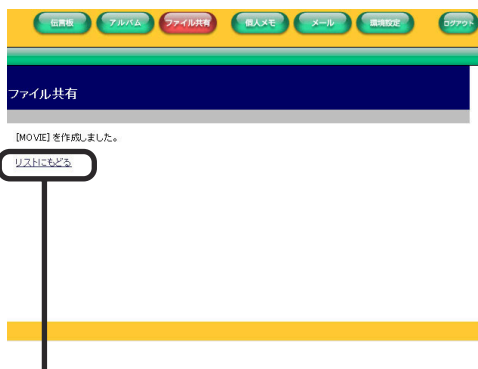 伝言板 アルバム ファイル共有 個人メモ メール 環境設定 ログアウト
ファイル共有
[MOVIE] を作成しました。
リストにもどる